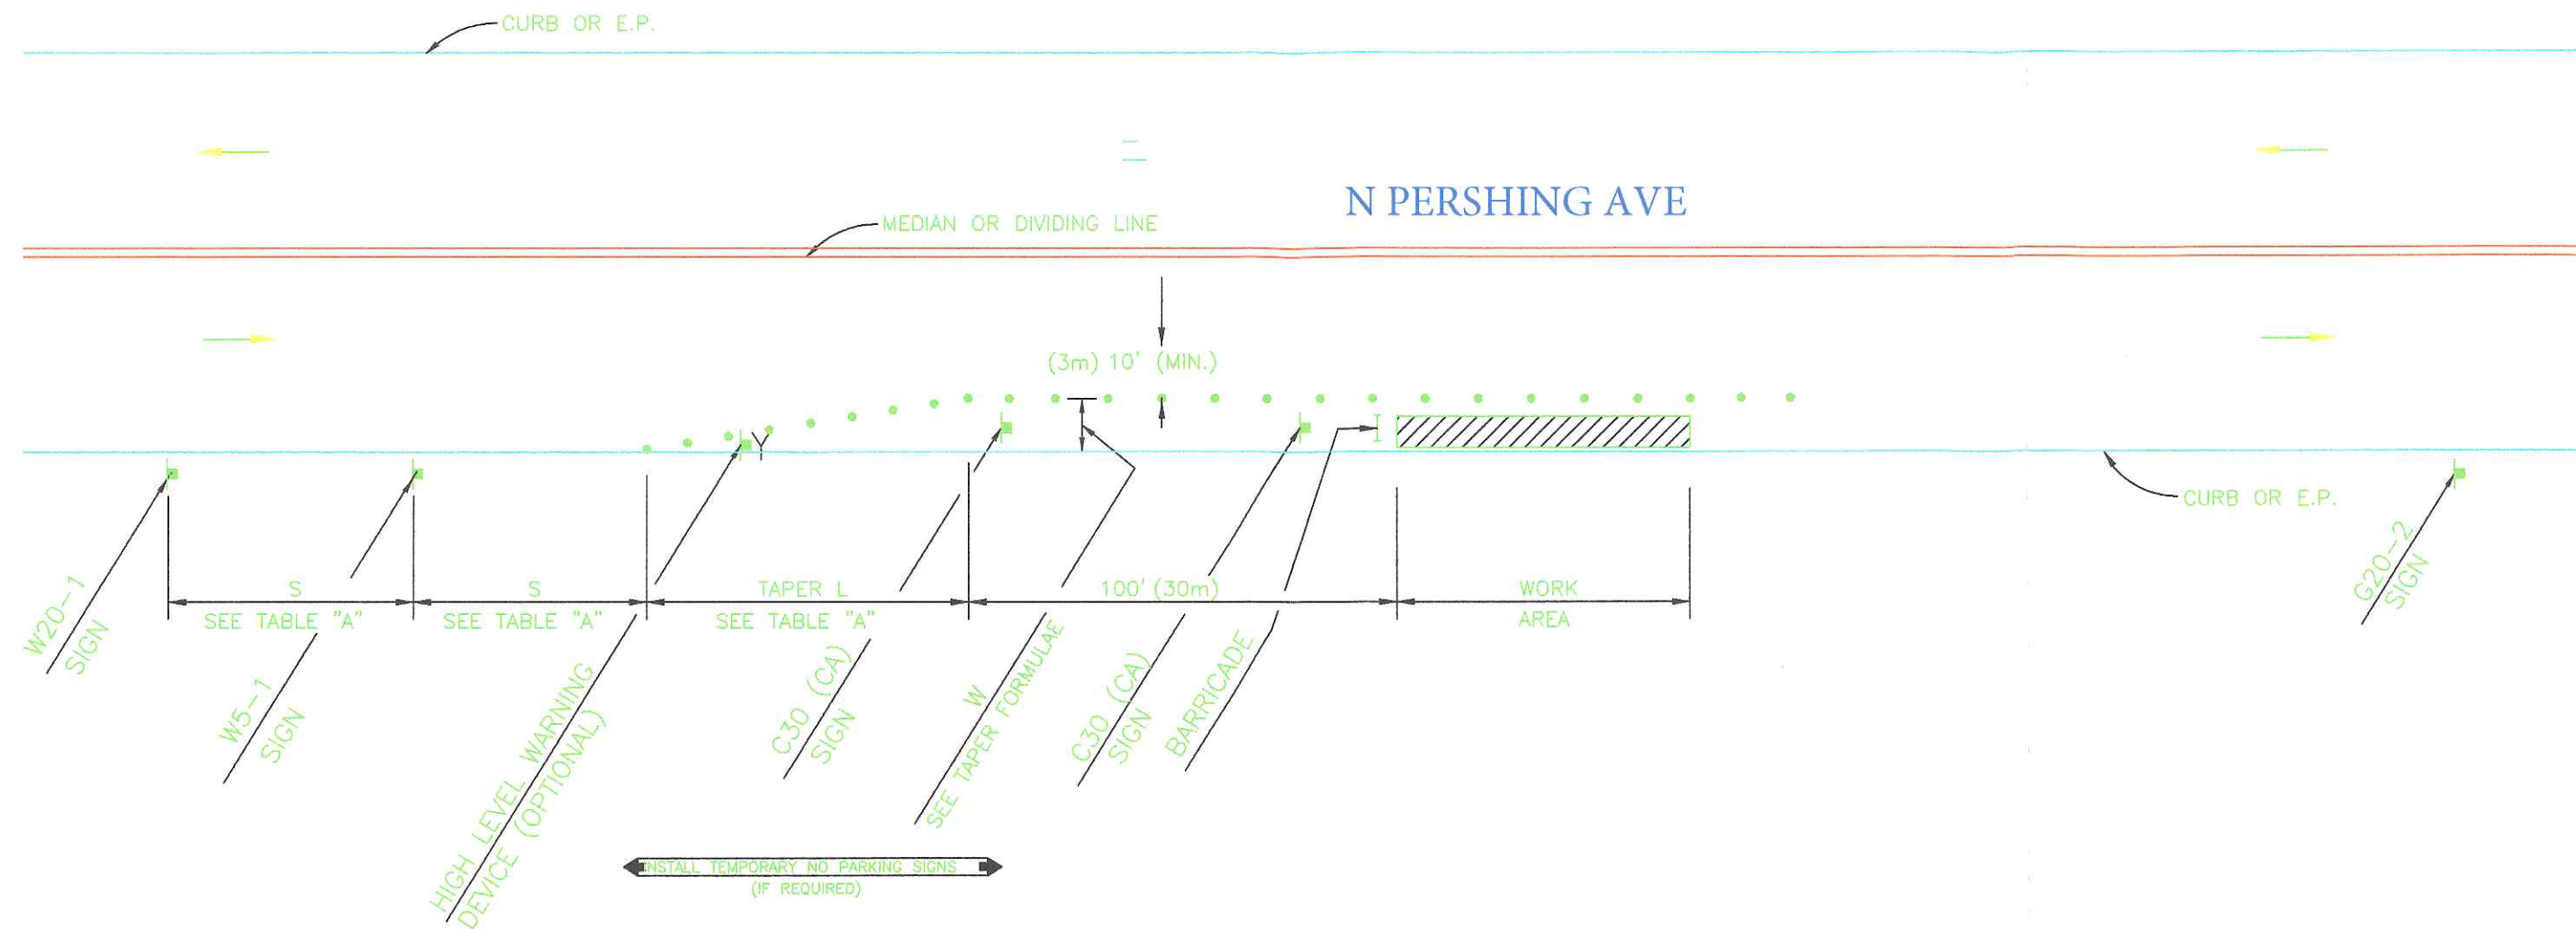 CURB OR E.P.
N PERSHING AVE
MEDIAN OR DIVIDING LINE
(3m) 10' (MIN.)
CURB OR E.P.
S
SEE TABLE "A"
S
SEE TABLE "A"
TAPER L
SEE TABLE "A"
100' (30m)
WORK
AREA
W20-1
SIGN
W5-1
SIGN
HIGH LEVEL WARNING
DEVICE (OPTIONAL)
C30 (CA)
SIGN
W
SEE TAPER FORMULAE
C30 (CA)
SIGN
BARRICADE
G20-2
SIGN
INSTALL TEMPORARY NO PARKING SIGNS
(IF REQUIRED)